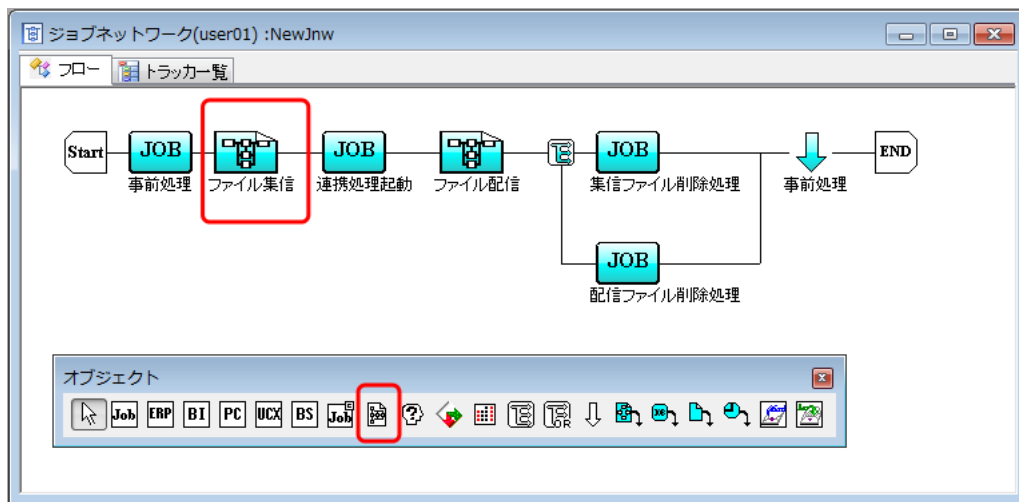 ジョブネットワーク(user01) :NewJnw
フロー
トラッカ一覧
Start
JOB
JOB
JOB
END
事前処理
ファイル集信
連携処理起動
ファイル配信
集信ファイル削除処理
事前処理
JOB
配信ファイル削除処理
オブジェクト
Job ERP BI PC UCX BS Job OR